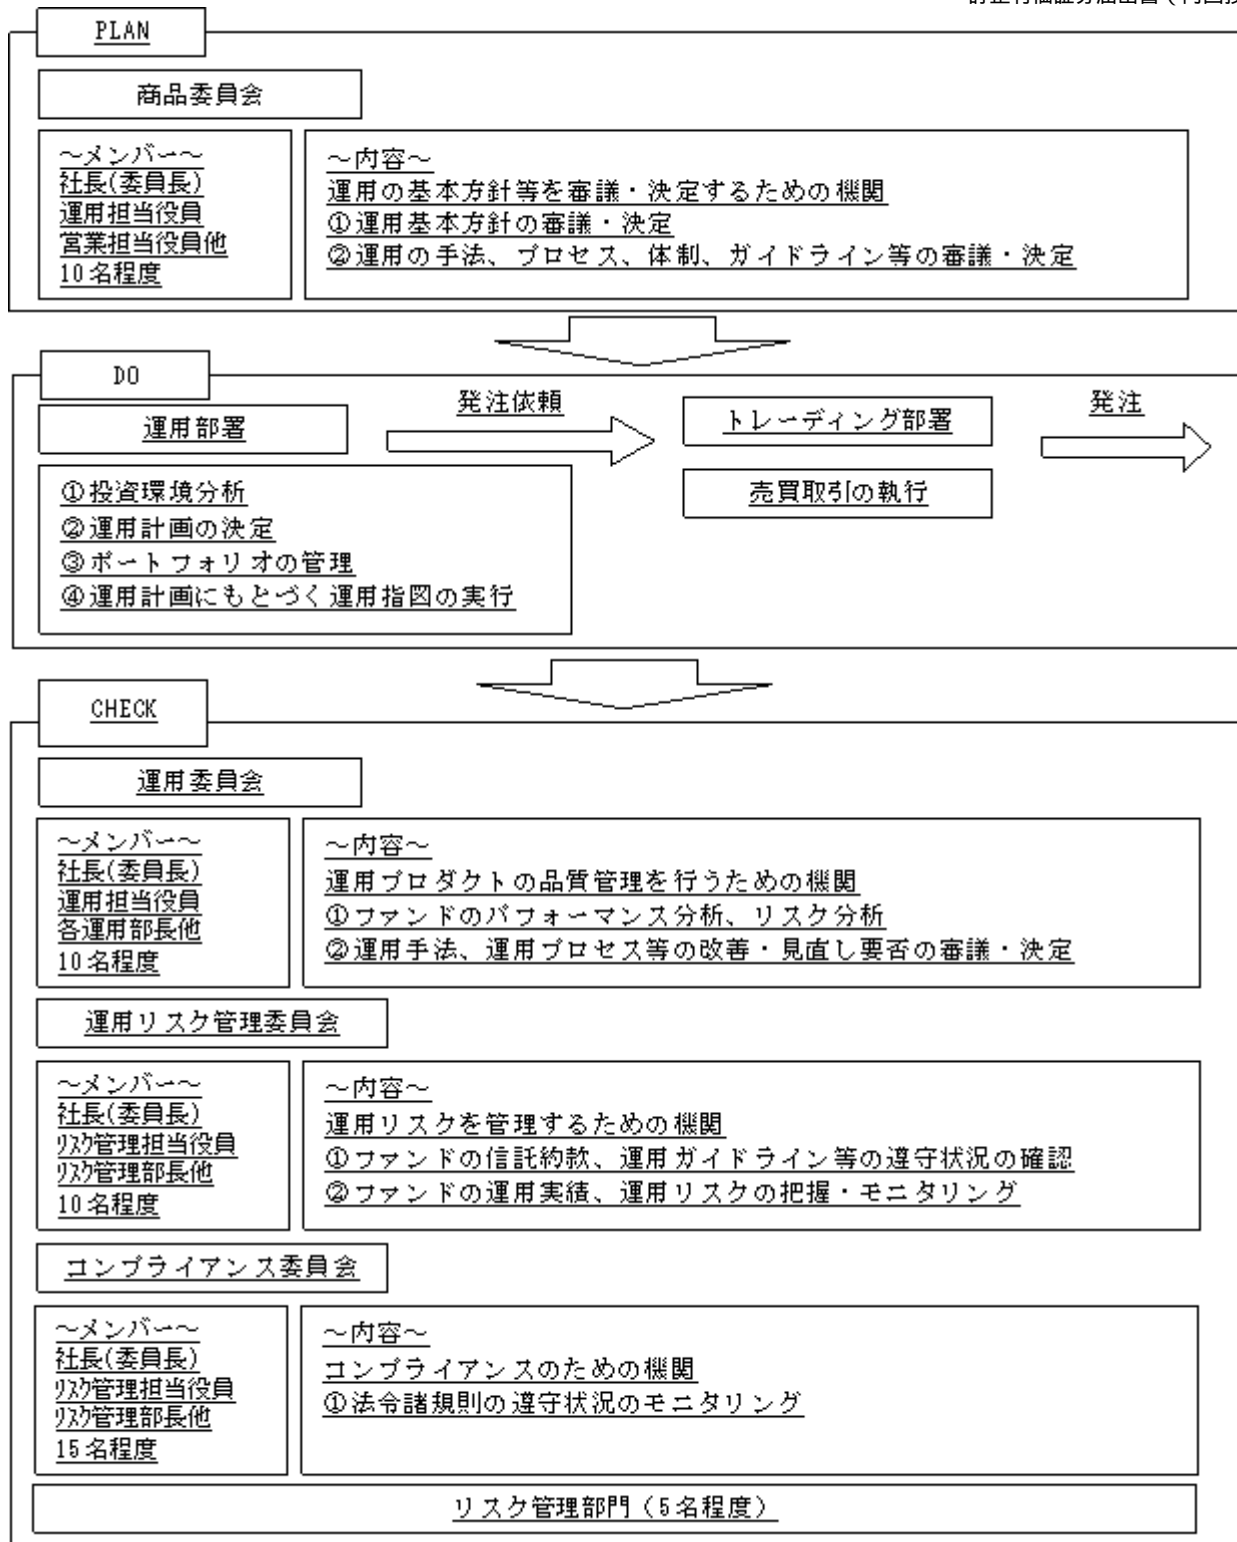 PLAN
商品委員会
～メンバー～
社長(委員長)
運用担当役員
営業担当役員他
10名程度
～内容～
運用の基本方針等を審議・決定するための機関
①運用基本方針の審議・決定
②運用の手法、プロセス、体制、ガイドライン等の審議・決定
DO
運用部署
発注依頼
トレーディング部署
発注
①投資環境分析
②運用計画の決定
③ポートフォリオの管理
④運用計画にもとづく運用指図の実行
売買取引の執行
CHECK
運用委員会
～メンバー～
社長(委員長)
運用担当役員
各運用部長他
10名程度
～内容～
運用プロダクトの品質管理を行うための機関
①ファンドのパフォーマンス分析、リスク分析
②運用手法、運用プロセス等の改善・見直し要否の審議・決定
運用リスク管理委員会
～メンバー～
社長(委員長)
ﾘｽｸ管理担当役員
ﾘｽｸ管理部長他
10名程度
～内容～
運用リスクを管理するための機関
①ファンドの信託約款、運用ガイドライン等の遵守状況の確認
②ファンドの運用実績、運用リスクの把握・モニタリング
コンプライアンス委員会
～メンバー～
社長(委員長)
ﾘｽｸ管理担当役員
ﾘｽｸ管理部長他
15名程度
～内容～
コンプライアンスのための機関
①法令諸規則の遵守状況のモニタリング
リスク管理部門（5名程度）